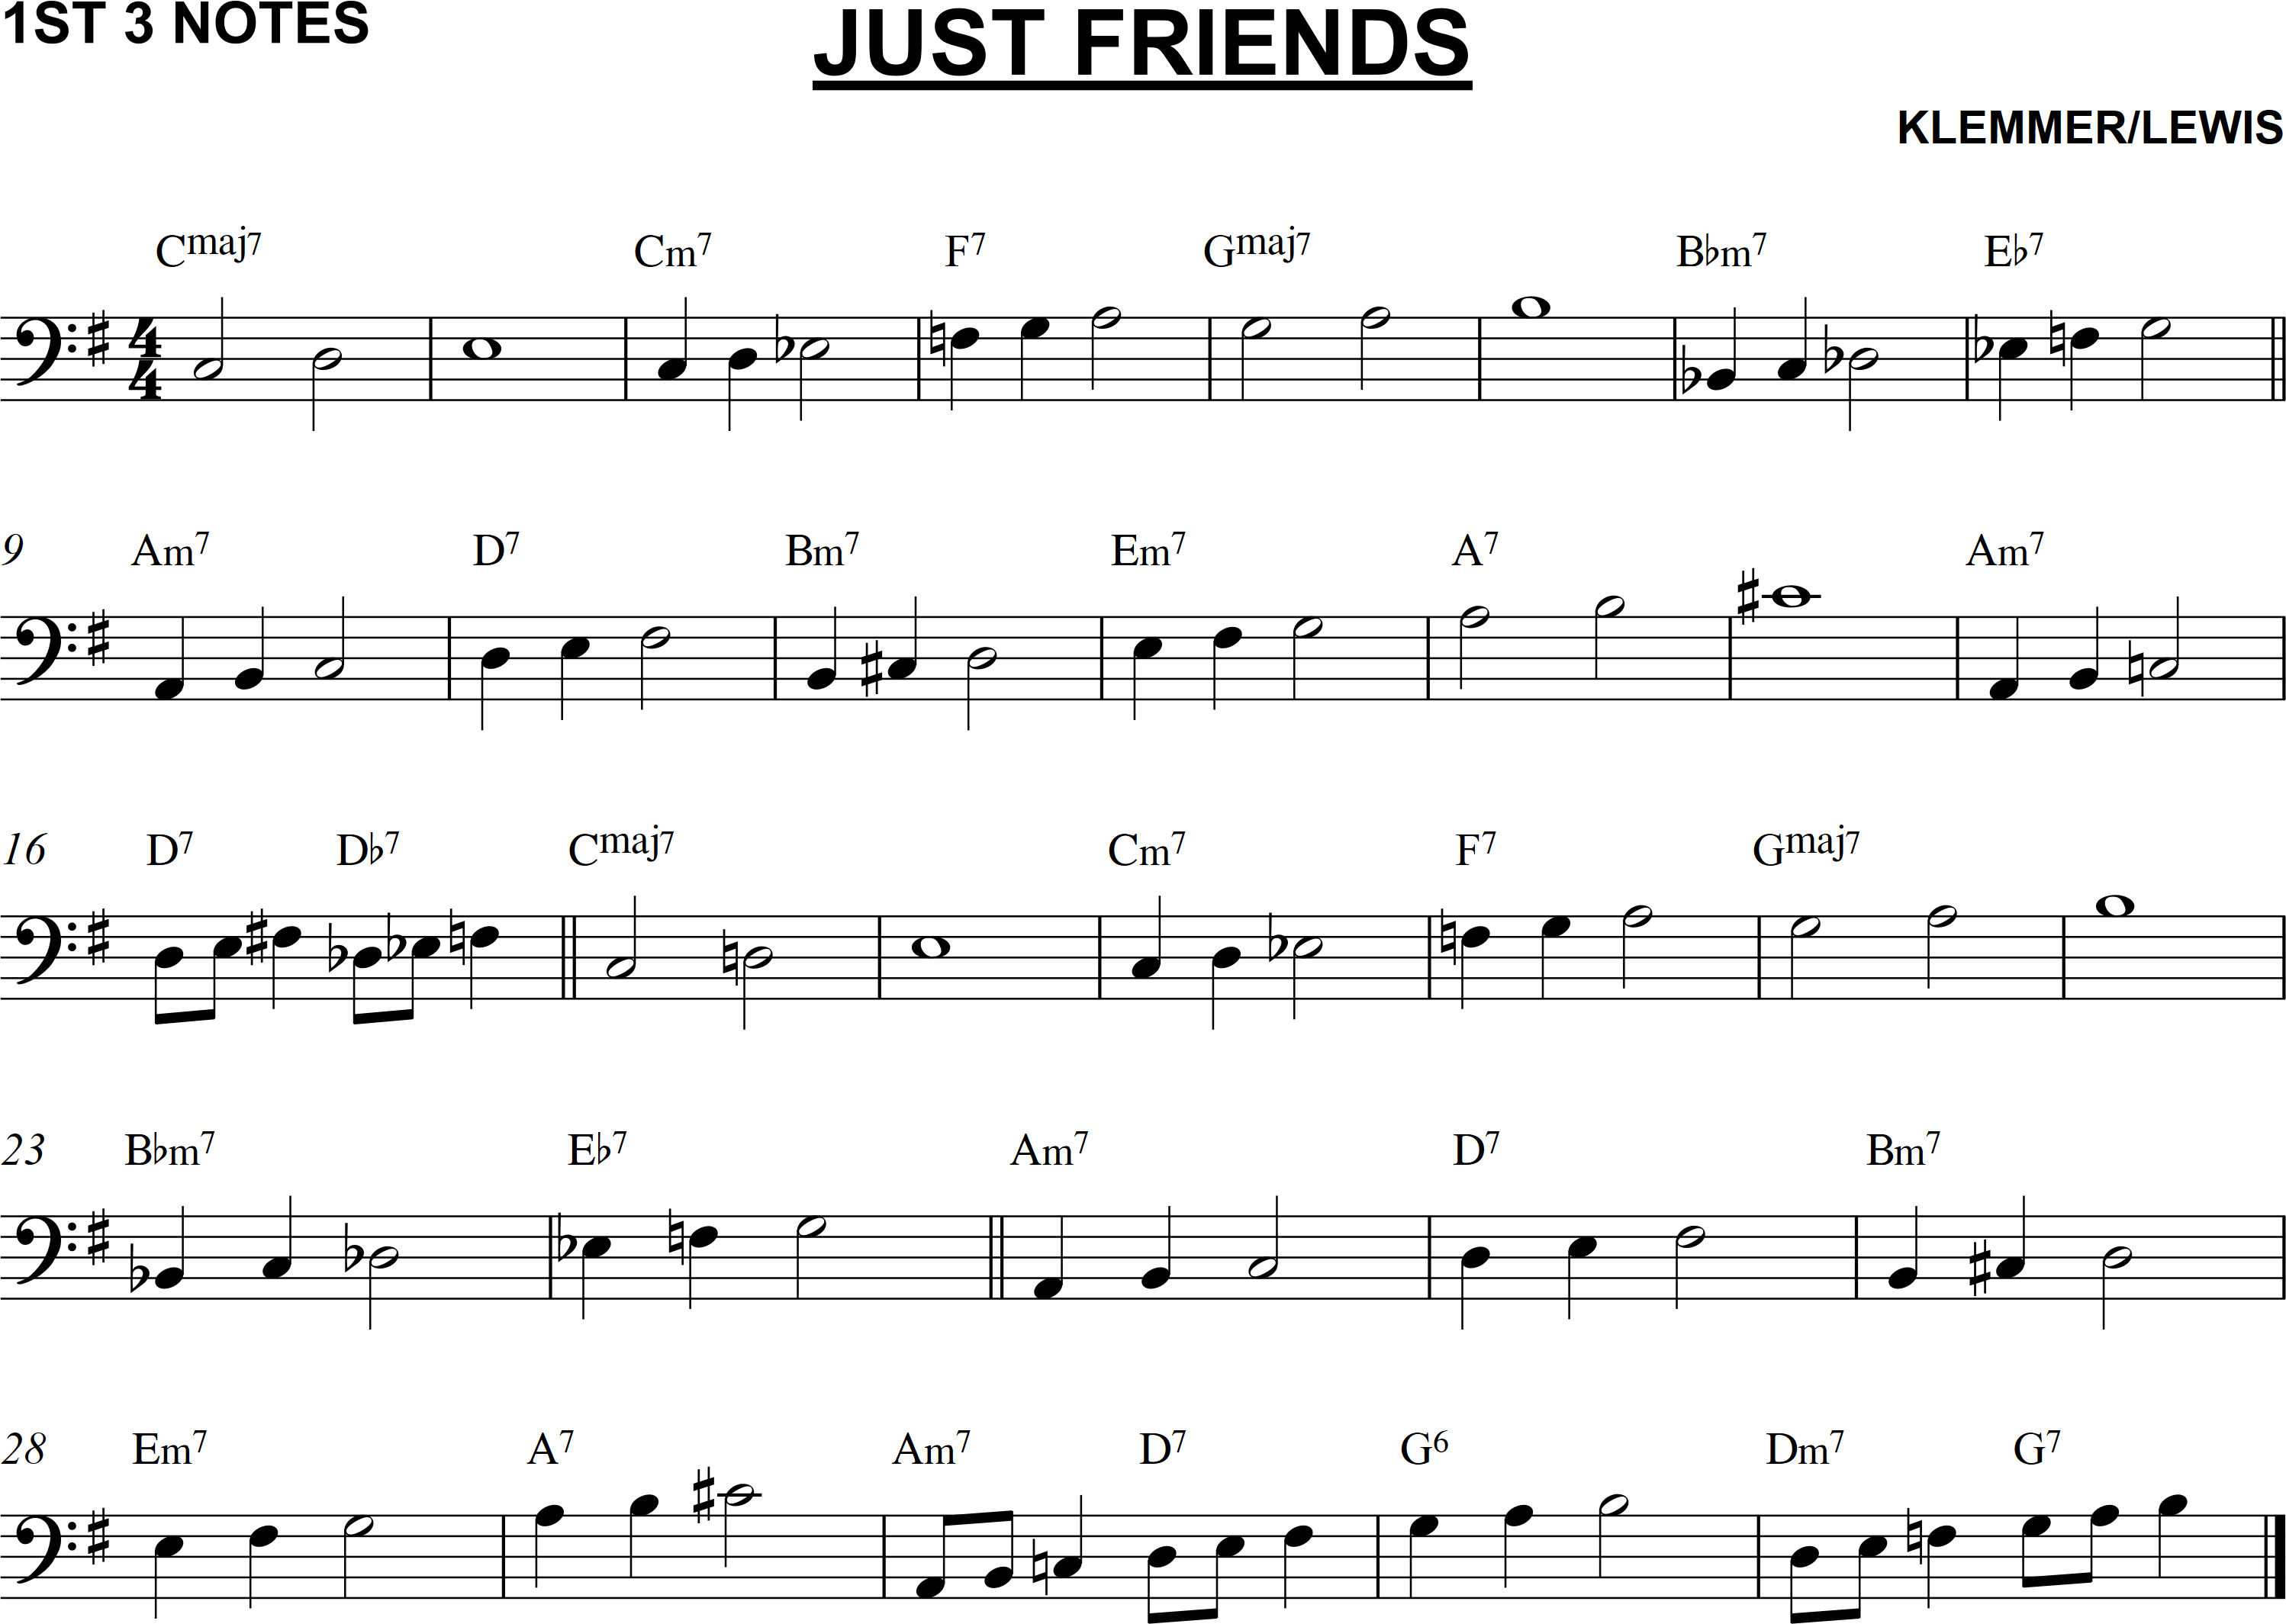 1ST 3 NOTES
JUST FRIENDS
KLEMMER/LEWIS
Cmaj7 Cm7 F7 Gmaj7 B♭m7 E♭7
4
4
9 Am7 D7 Bm7 Em7 A7 Am7
16 D7 D♭7 Cmaj7 Cm7 F7 Gmaj7
23 B♭m7 E♭7 Am7 D7 Bm7
28 Em7 A7 Am7 D7 G6 Dm7 G7